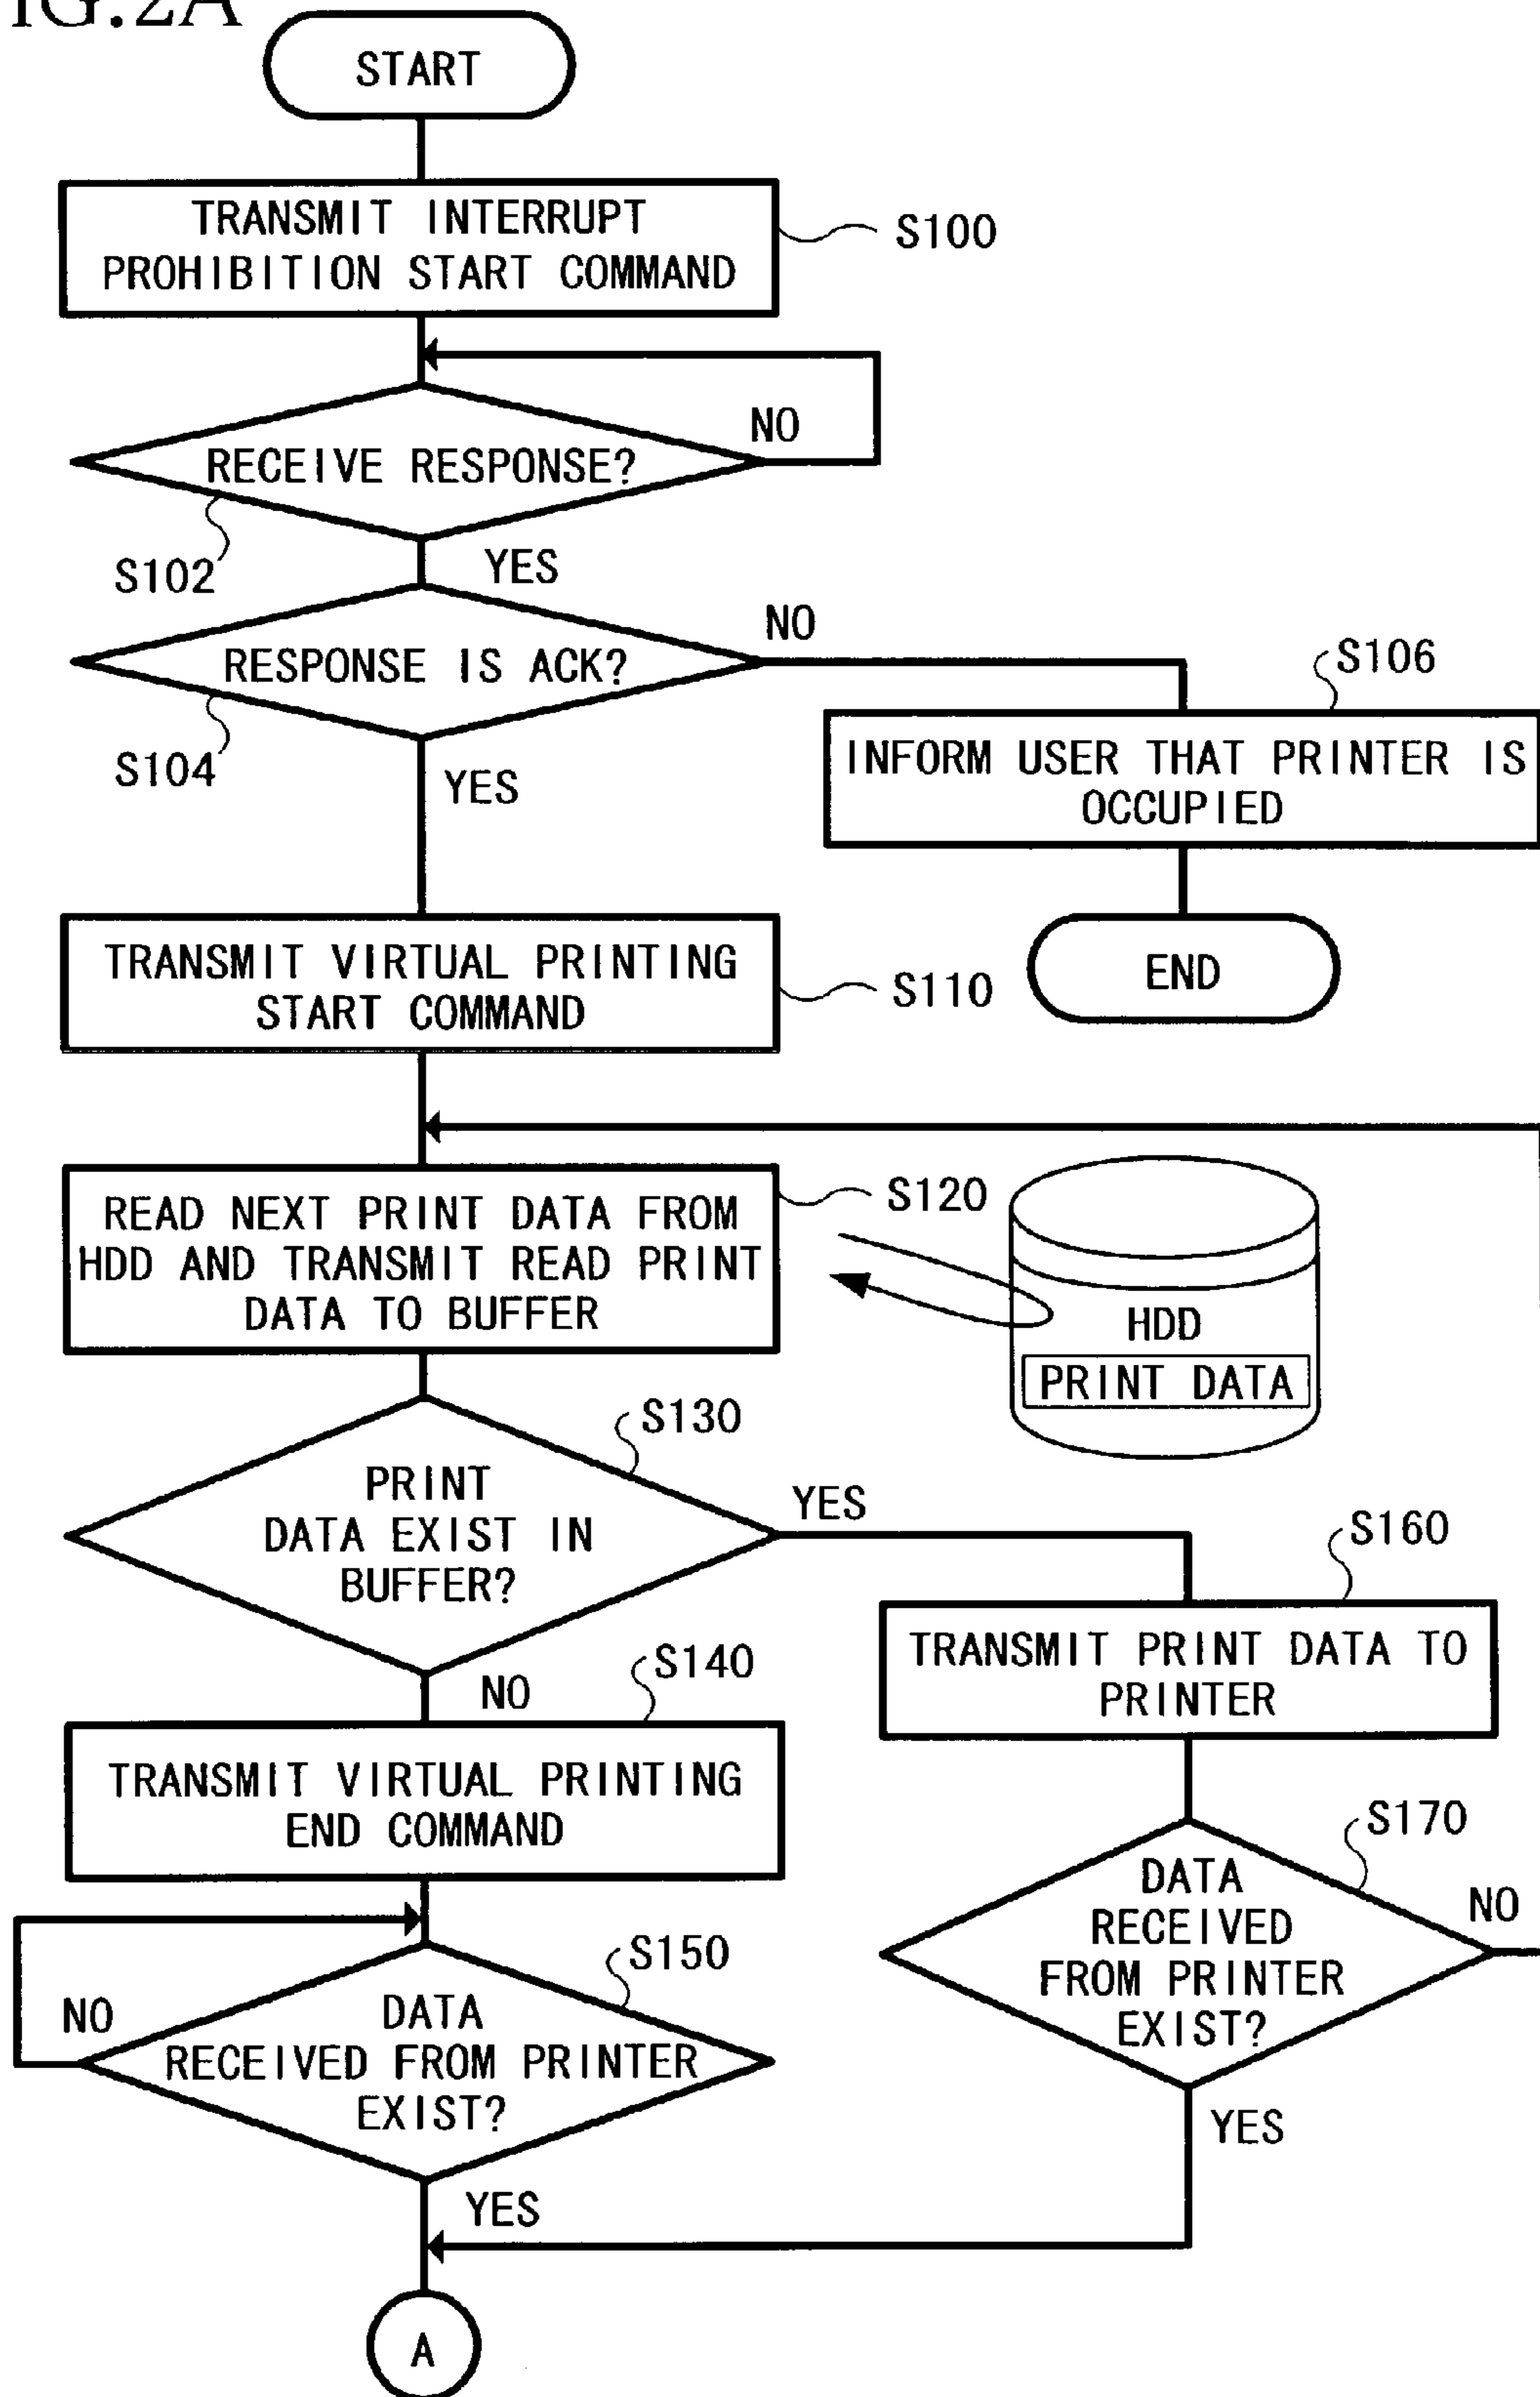 FIG.2A
START
TRANSMIT INTERRUPT
PROHIBITION START COMMAND
S100
NO
RECEIVE RESPONSE?
S102
YES
NO
RESPONSE IS ACK?
S104
YES
S106
INFORM USER THAT PRINTER IS
OCCUPIED
END
TRANSMIT VIRTUAL PRINTING
START COMMAND
S110
READ NEXT PRINT DATA FROM
HDD AND TRANSMIT READ PRINT
DATA TO BUFFER
S120
HDD
PRINT DATA
S130
PRINT
DATA EXIST IN
BUFFER?
YES
S160
TRANSMIT PRINT DATA TO
PRINTER
NO
S140
TRANSMIT VIRTUAL PRINTING
END COMMAND
S170
DATA
RECEIVED
FROM PRINTER
EXIST?
NO
YES
S150
NO
DATA
RECEIVED FROM PRINTER
EXIST?
YES
A